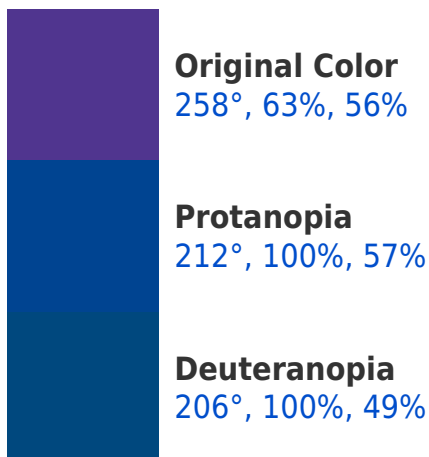 Original Color
258°, 63%, 56%
Protanopia
212°, 100%, 57%
Deuteranopia
206°, 100%, 49%